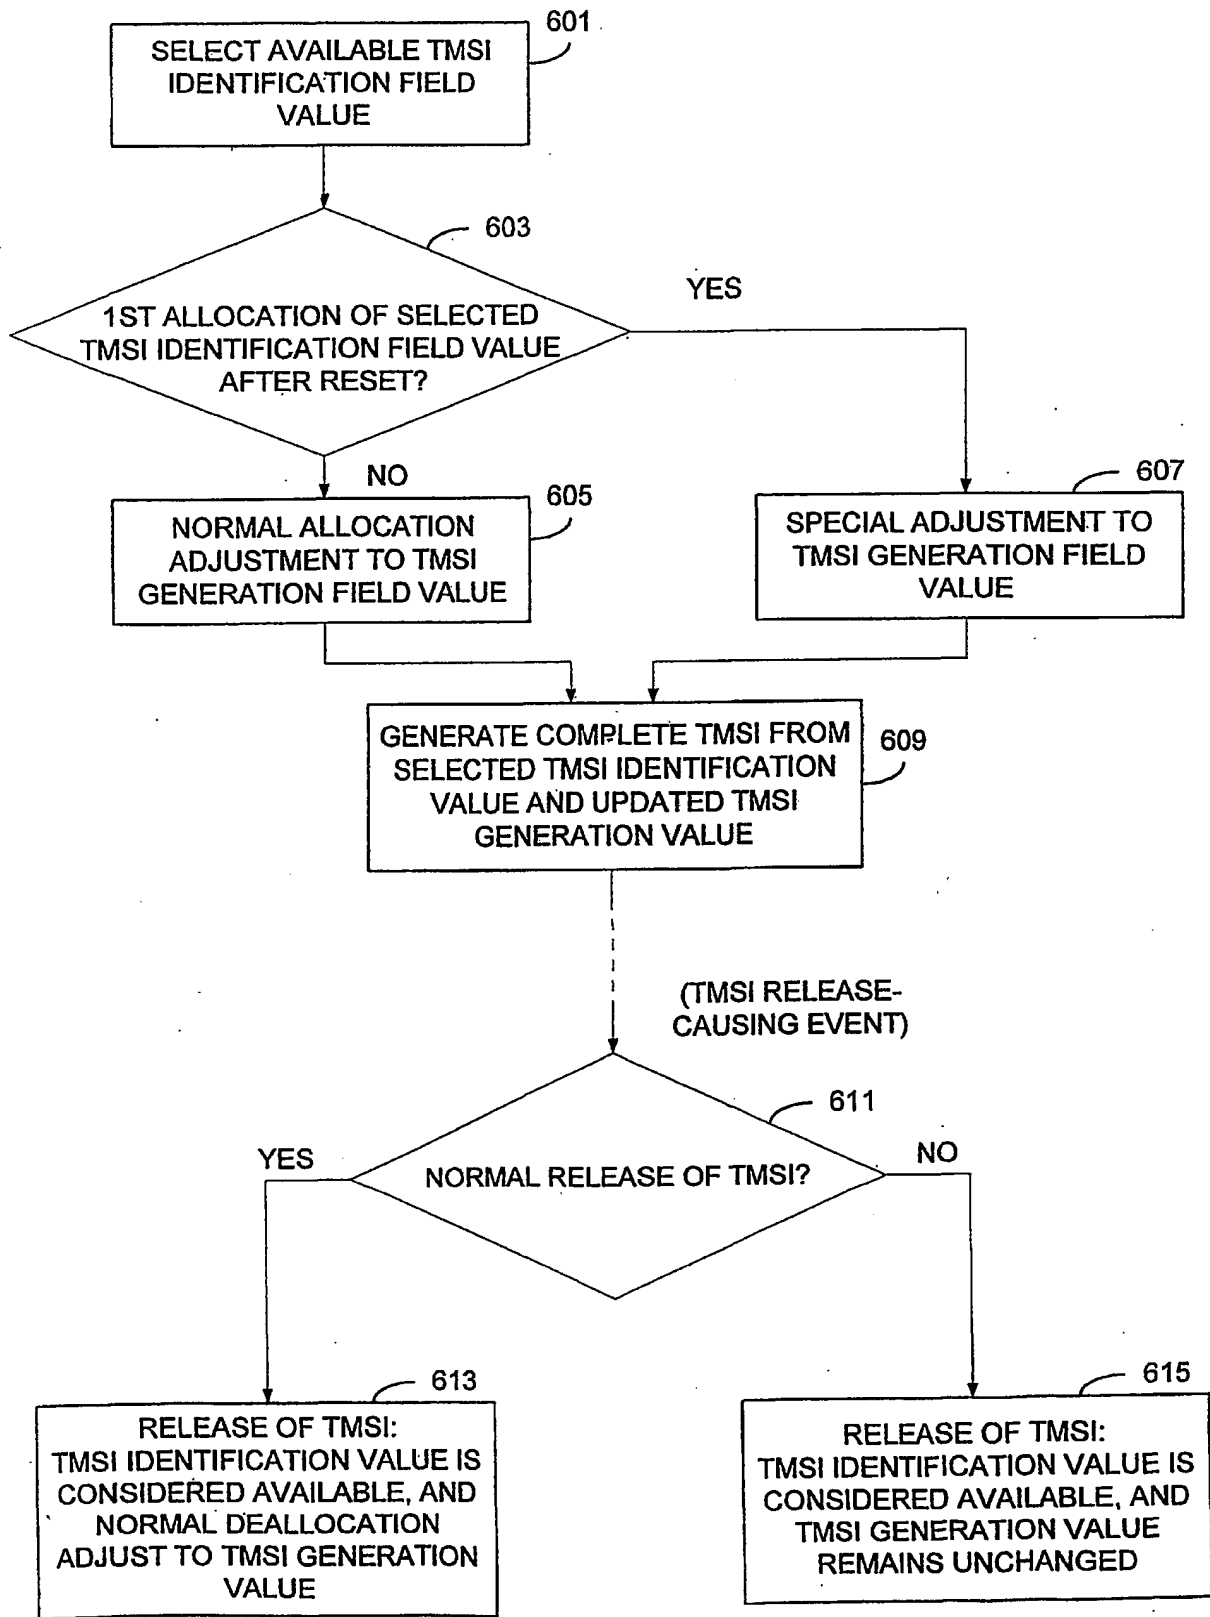 601
SELECT AVAILABLE TMSI
IDENTIFICATION FIELD
VALUE
603
YES
1ST ALLOCATION OF SELECTED
TMSI IDENTIFICATION FIELD VALUE
AFTER RESET?
NO
605
NORMAL ALLOCATION
ADJUSTMENT TO TMSI
GENERATION FIELD VALUE
607
SPECIAL ADJUSTMENT TO
TMSI GENERATION FIELD
VALUE
GENERATE COMPLETE TMSI FROM
SELECTED TMSI IDENTIFICATION
VALUE AND UPDATED TMSI
GENERATION VALUE
609
(TMSI RELEASE-
CAUSING EVENT)
611
YES
NO
NORMAL RELEASE OF TMSI?
613
RELEASE OF TMSI:
TMSI IDENTIFICATION VALUE IS
CONSIDERED AVAILABLE, AND
NORMAL DEALLOCATION
ADJUST TO TMSI GENERATION
VALUE
615
RELEASE OF TMSI:
TMSI IDENTIFICATION VALUE IS
CONSIDERED AVAILABLE, AND
TMSI GENERATION VALUE
REMAINS UNCHANGED